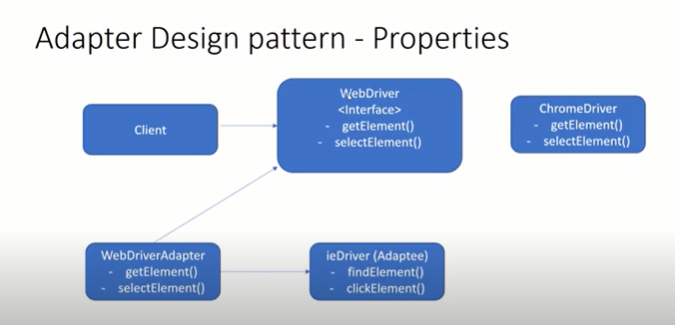 Adapter Design pattern - Properties
Client
WebDriver
<Interface>
- getElement()
- selectElement()
ChromeDriver
- getElement()
- selectElement()
WebDriverAdapter
- getElement()
- selectElement()
ieDriver (Adaptee)
- findElement()
- clickElement()